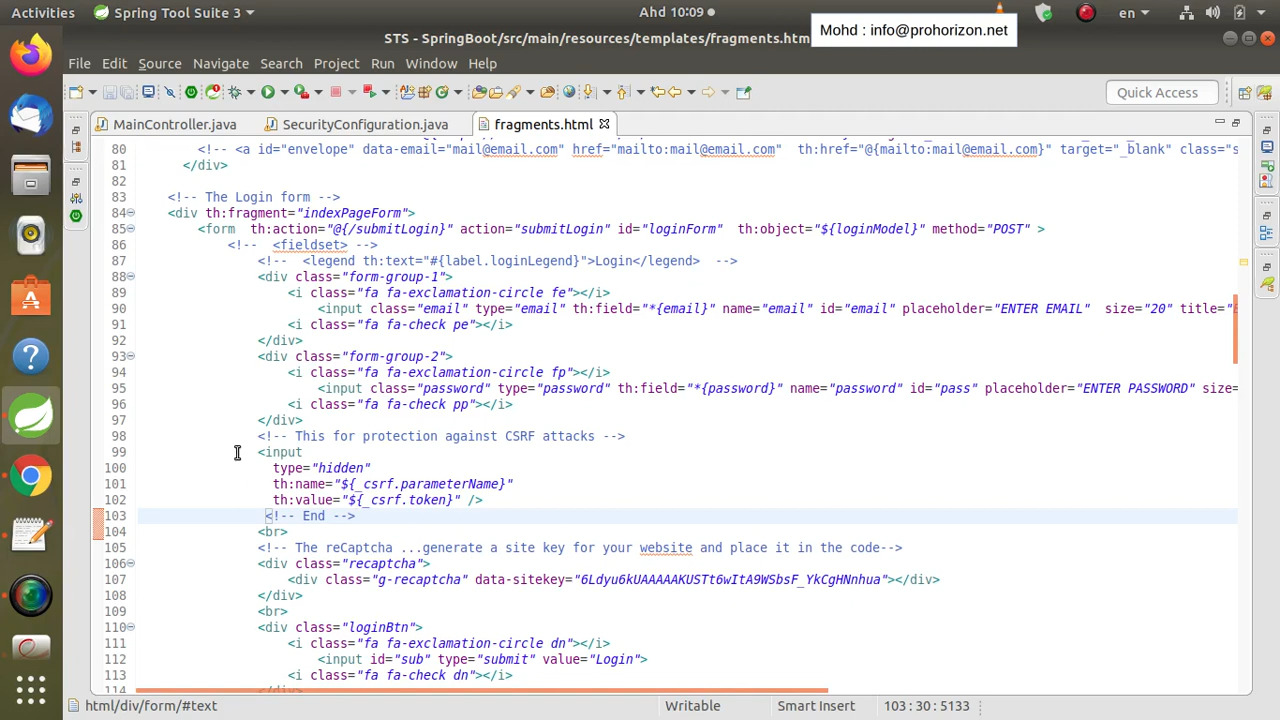 Activities Spring Tool Suite 3 Ahd 10:09 en
Mohd : info@prohorizon.net
STS - SpringBoot/src/main/resources/templates/fragments.htm
File Edit Source Navigate Search Project Run Window Help
Quick Access
MainController.java SecurityConfiguration.java fragments.html
80 <!-- <a id="envelope" data-email="mail@email.com" href="mailto:mail@email.com" th:href="@{mailto:mail@email.com}" target="_blank" class="s
81 </div>
82
83 <!-- The Login form -->
84 <div th:fragment="indexPageForm">
85 <form th:action="@{/submitLogin}" action="submitLogin" id="loginForm" th:object="${loginModel}" method="POST" >
86 <!-- <fieldset> -->
87 <!-- <legend th:text="#{label.loginLegend}">Login</legend> -->
88 <div class="form-group-1">
89 <i class="fa fa-exclamation-circle fe"></i>
90 <input class="email" type="email" th:field="*{email}" name="email" id="email" placeholder="ENTER EMAIL" size="20" title="
91 <i class="fa fa-check pe"></i>
92 </div>
93 <div class="form-group-2">
94 <i class="fa fa-exclamation-circle fp"></i>
95 <input class="password" type="password" th:field="*{password}" name="password" id="pass" placeholder="ENTER PASSWORD" size=
96 <i class="fa fa-check pp"></i>
97 </div>
98 <!-- This for protection against CSRF attacks -->
99 <input
100 type="hidden"
101 th:name="${_csrf.parameterName}"
102 th:value="${_csrf.token}" />
103 <!-- End -->
104 <br>
105 <!-- The reCaptcha ...generate a site key for your website and place it in the code-->
106 <div class="recaptcha">
107 <div class="g-recaptcha" data-sitekey="6Ldyu6kUAAAAAKUSTt6wItA9WSbsF_YkCgHNnhua"></div>
108 </div>
109 <br>
110 <div class="loginBtn">
111 <i class="fa fa-exclamation-circle dn"></i>
112 <input id="sub" type="submit" value="Login">
113 <i class="fa fa-check dn"></i>
114
html/div/form/#text Writable Smart Insert 103 : 30 : 5133